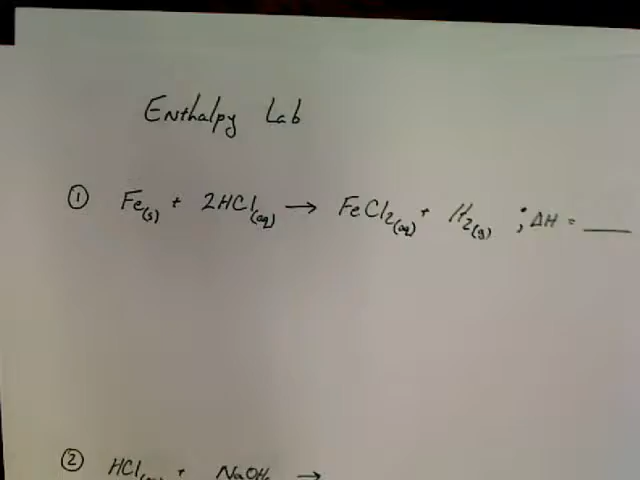 Enthalpy Lab
① Fe(s) + 2HCl(aq) → FeCl2(aq) + H2(g) ; ΔH = ____
② HCl + NaOH →